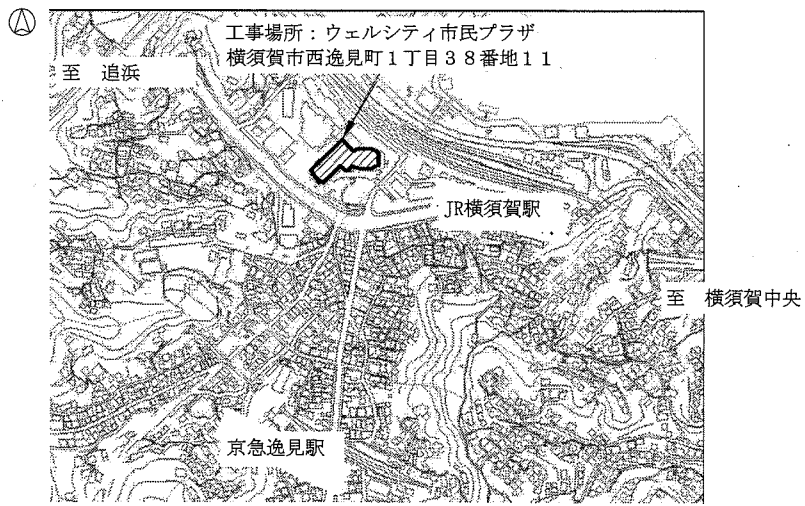 工事場所：ウェルシティ市民プラザ
横須賀市西逸見町１丁目３８番地１１
至　追浜
JR横須賀駅
至　横須賀中央
京急逸見駅